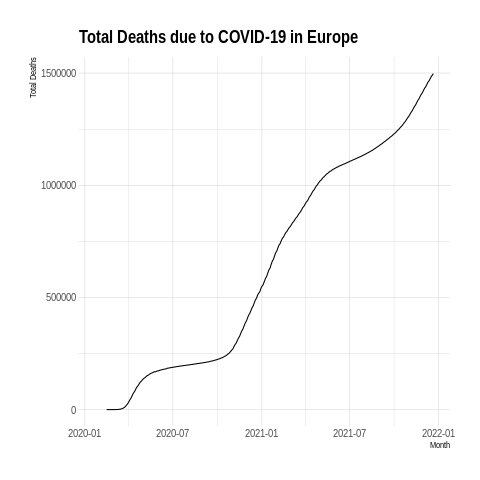 Total Deaths due to COVID-19 in Europe
Total Deaths
1500000
1000000
500000
0
2020-01 2020-07 2021-01 2021-07 2022-01
Month